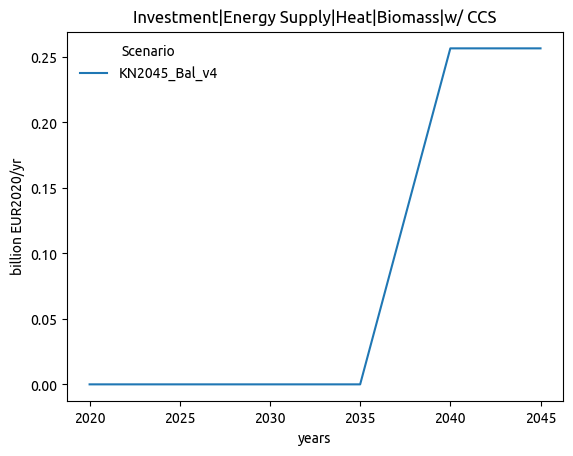 Investment|Energy Supply|Heat|Biomass|w/ CCS
Scenario
KN2045_Bal_v4
0.25
0.20
0.15
0.10
0.05
0.00
billion EUR2020/yr
2020 2025 2030 2035 2040 2045
years